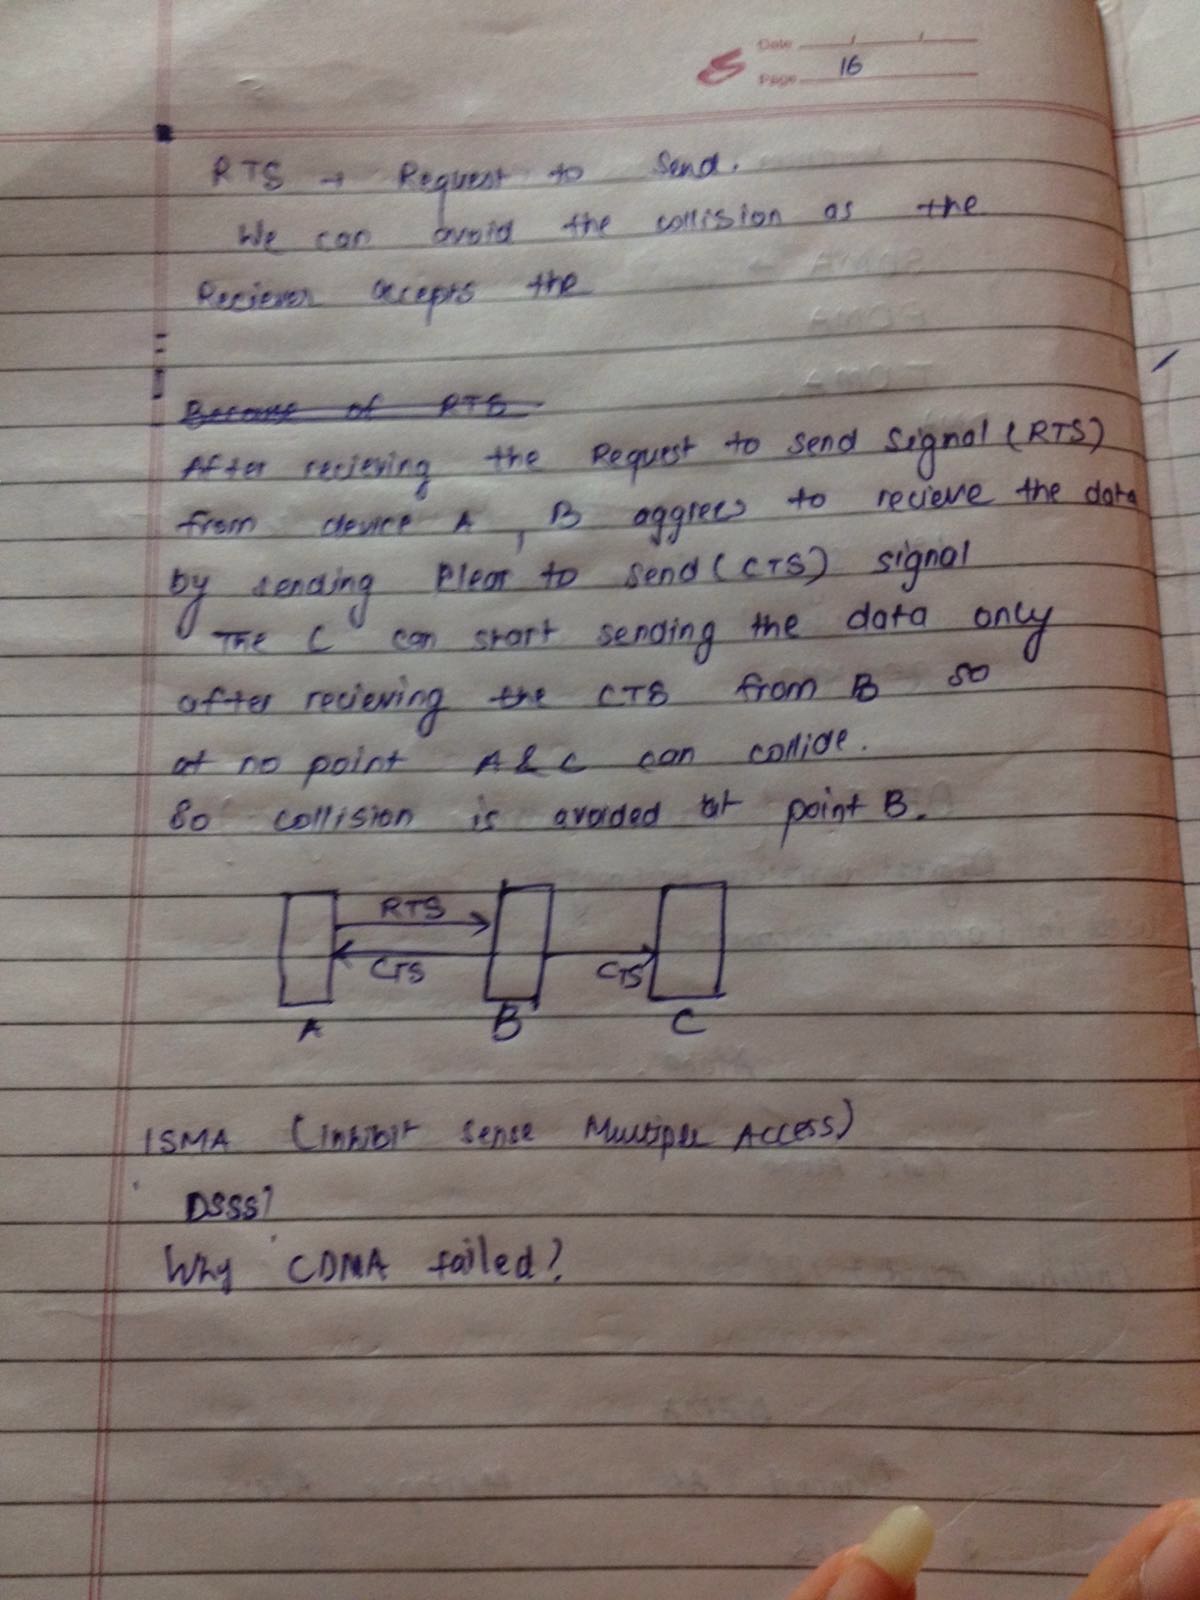 Date
Page 16
RTS → Request to Send.
We can avoid the collision as the
Reciever accepts the
Because of RTS
After recieving the Request to send signal (RTS)
from device A, B aggrees to recieve the data
by sending Clear to send (CTS) signal
The C can start sending the data only
after recieving the CTS from B so
at no point A & C can collide.
So collision is avoided at point B.
RTS
CTS CTS
A B C
ISMA (Inhibit Sense Multiple Access)
DSSS?
Why CDMA failed?